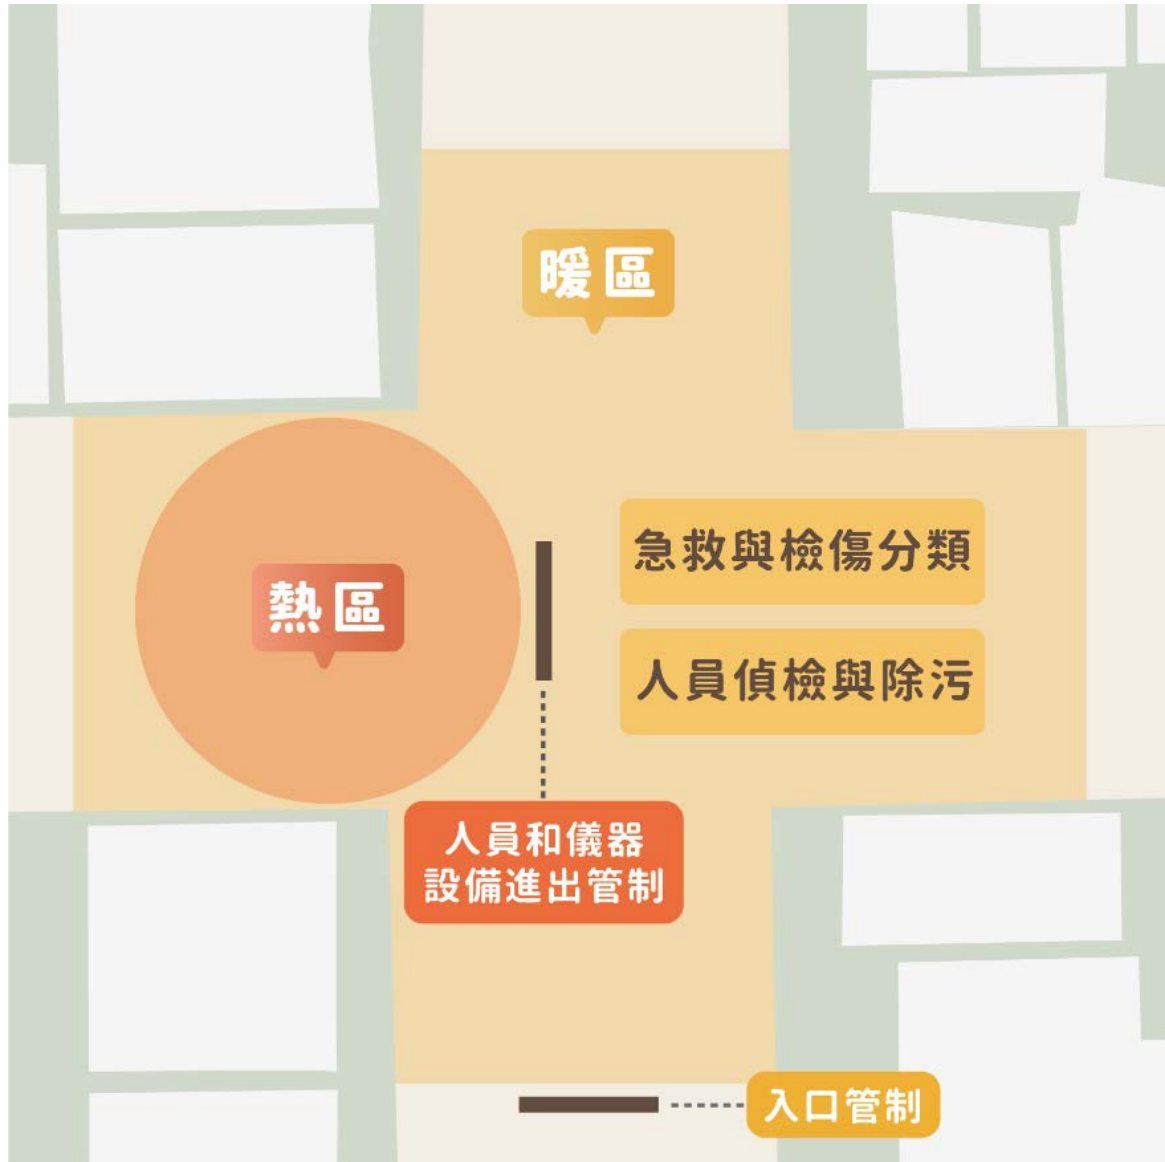 暖區
急救與檢傷分類
熱區
人員偵檢與除污
人員和儀器
設備進出管制
入口管制